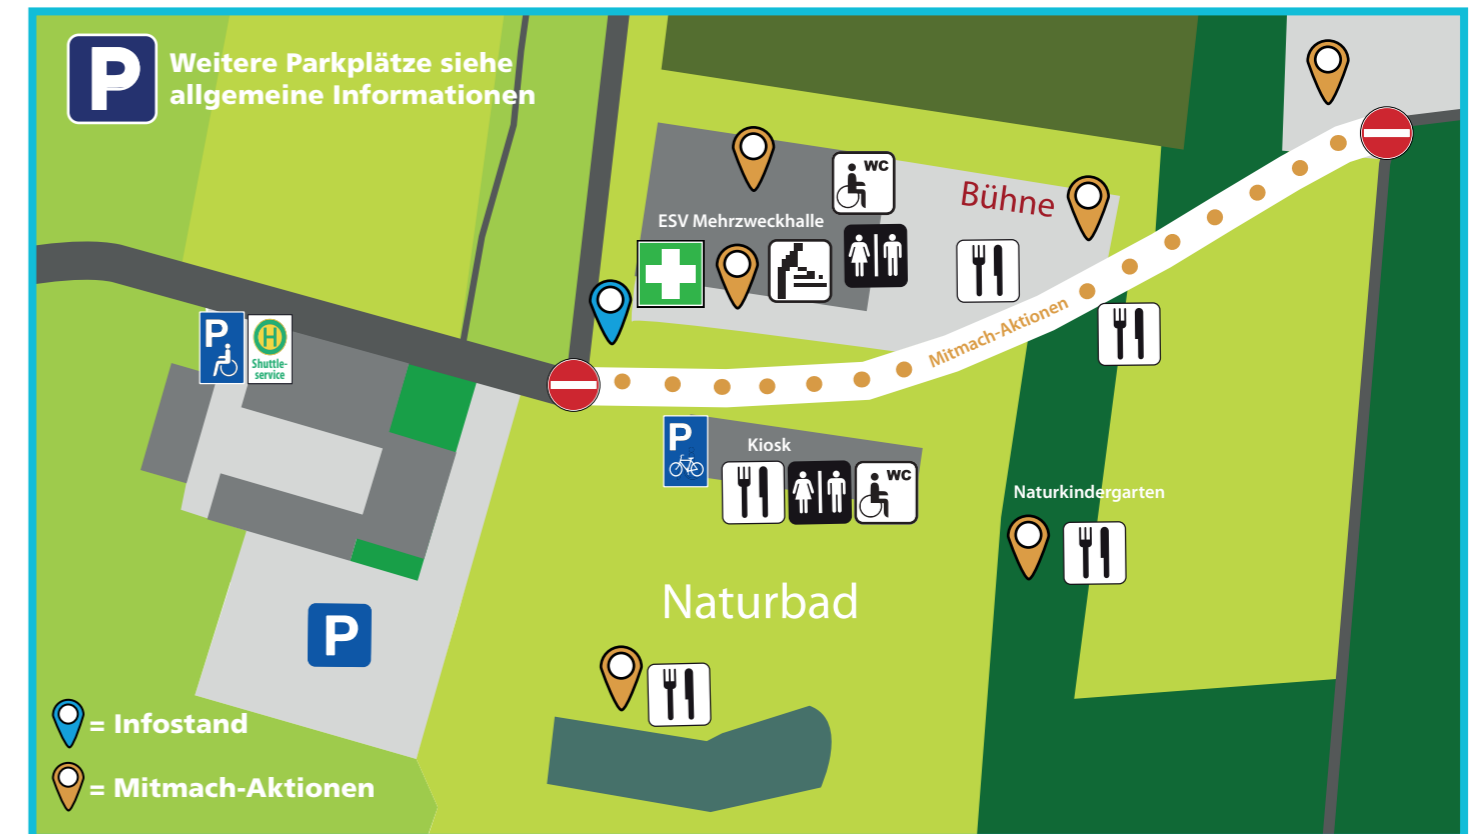 P
Weitere Parkplätze siehe
allgemeine Informationen
WC
Bühne
ESV Mehrzweckhalle
P
H
Shuttle-
service
Mitmach-Aktionen
P
Kiosk
WC
Naturkindergarten
Naturbad
P
= Infostand
= Mitmach-Aktionen